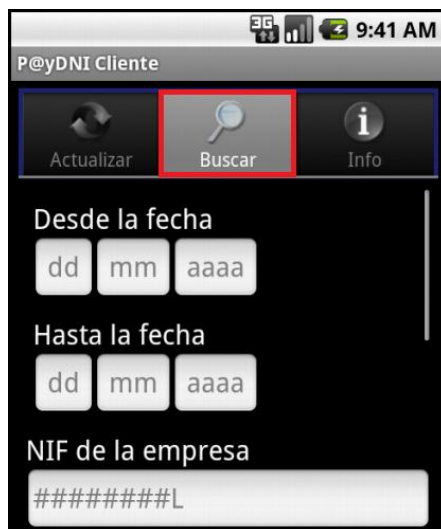 3G 9:41 AM
P@yDNI Cliente
Actualizar Buscar Info
Desde la fecha
dd mm aaaa
Hasta la fecha
dd mm aaaa
NIF de la empresa
########L